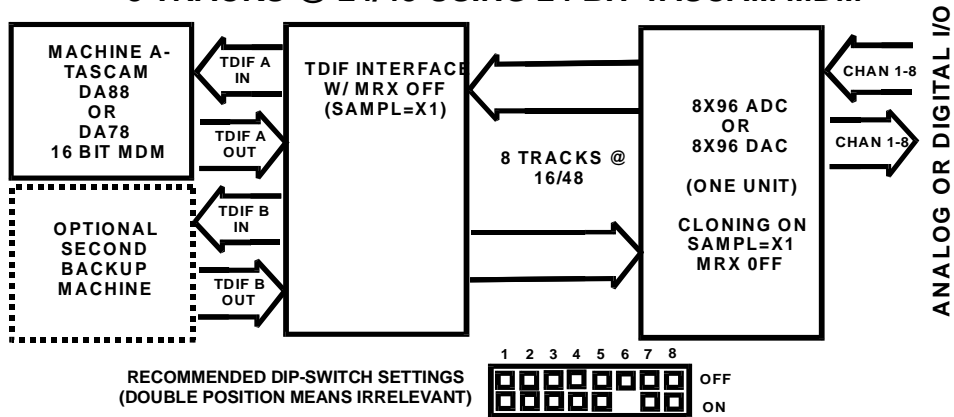 MACHINE A-
TASCAM
DA88
OR
DA78
16 BIT MDM
TDIF A
IN
TDIF A
OUT
OPTIONAL
SECOND
BACKUP
MACHINE
TDIF B
IN
TDIF B
OUT
TDIF INTERFACE
W/ MRX OFF
(SAMPL=X1)
8 TRACKS @
16/48
8X96 ADC
OR
8X96 DAC
(ONE UNIT)
CLONING ON
SAMPL=X1
MRX 0FF
CHAN 1-8
CHAN 1-8
ANALOG OR DIGITAL I/O
RECOMMENDED DIP-SWITCH SETTINGS
(DOUBLE POSITION MEANS IRRELEVANT)
1 2 3 4 5 6 7 8
OFF
ON